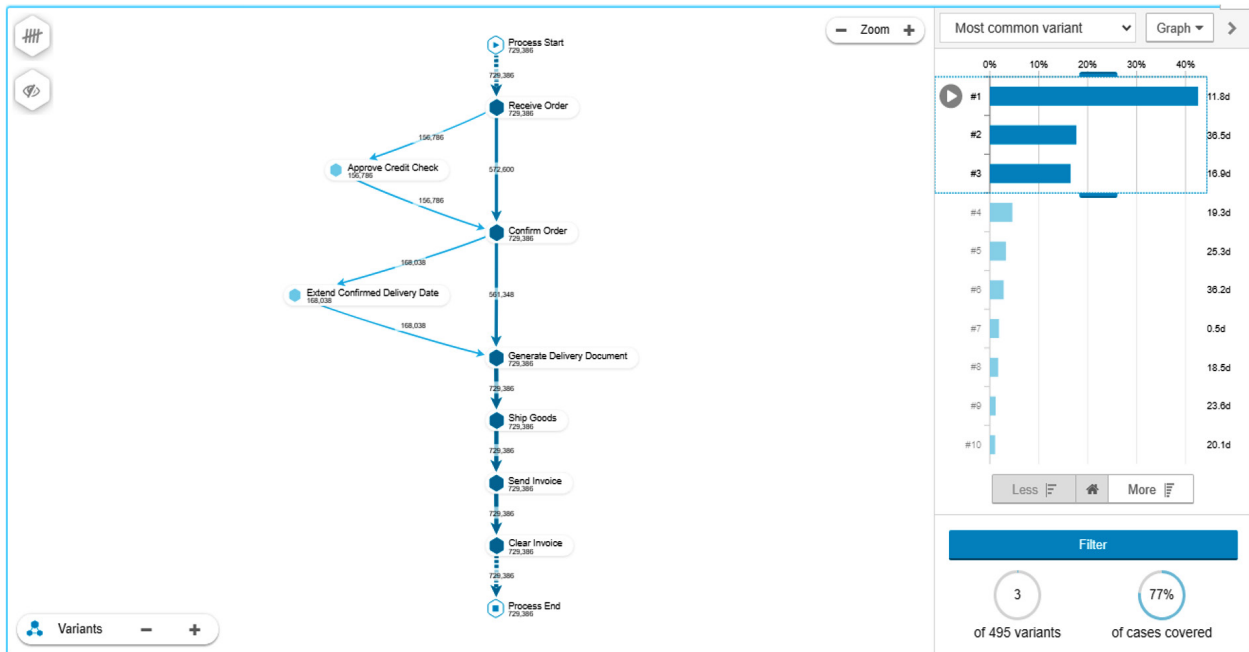 Process Start
729,386
729,386
Receive Order
729,386
156,786
572,600
Approve Credit Check
156,786
156,786
Confirm Order
729,386
168,038
561,348
Extend Confirmed Delivery Date
168,038
168,038
Generate Delivery Document
729,386
729,386
Ship Goods
729,386
729,386
Send Invoice
729,386
729,386
Clear Invoice
729,386
729,386
Process End
729,386
Variants − +
− Zoom +
Most common variant
Graph
0% 10% 20% 30% 40%
#1 11.8d
#2 36.5d
#3 16.9d
#4 19.3d
#5 25.3d
#6 36.2d
#7 0.5d
#8 18.5d
#9 23.6d
#10 20.1d
Less More
Filter
3 77%
of 495 variants of cases covered